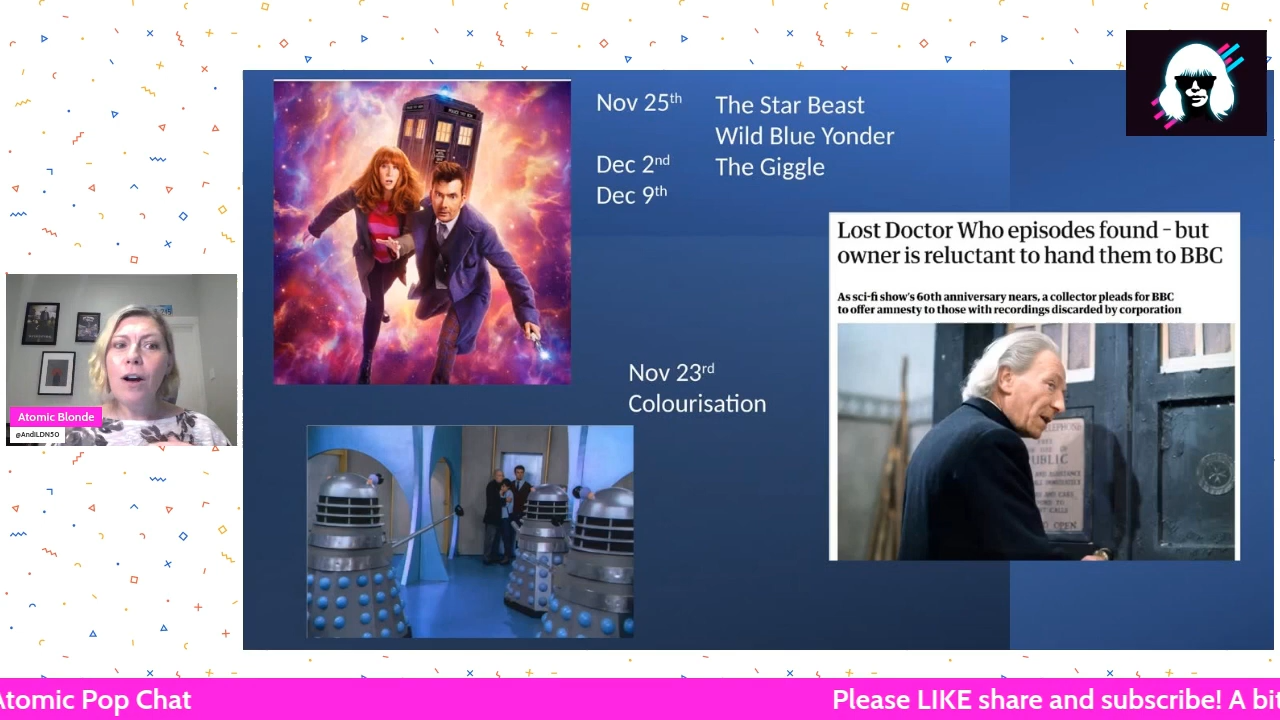 Nov 25th
The Star Beast
Wild Blue Yonder
Dec 2nd
The Giggle
Dec 9th
Lost Doctor Who episodes found – but
owner is reluctant to hand them to BBC
As sci-fi show's 60th anniversary nears, a collector pleads for BBC
to offer amnesty to those with recordings discarded by corporation
Nov 23rd
Colourisation
PUBLIC
Atomic Blonde
@AndiLDN50
Atomic Pop Chat
Please LIKE share and subscribe! A bit